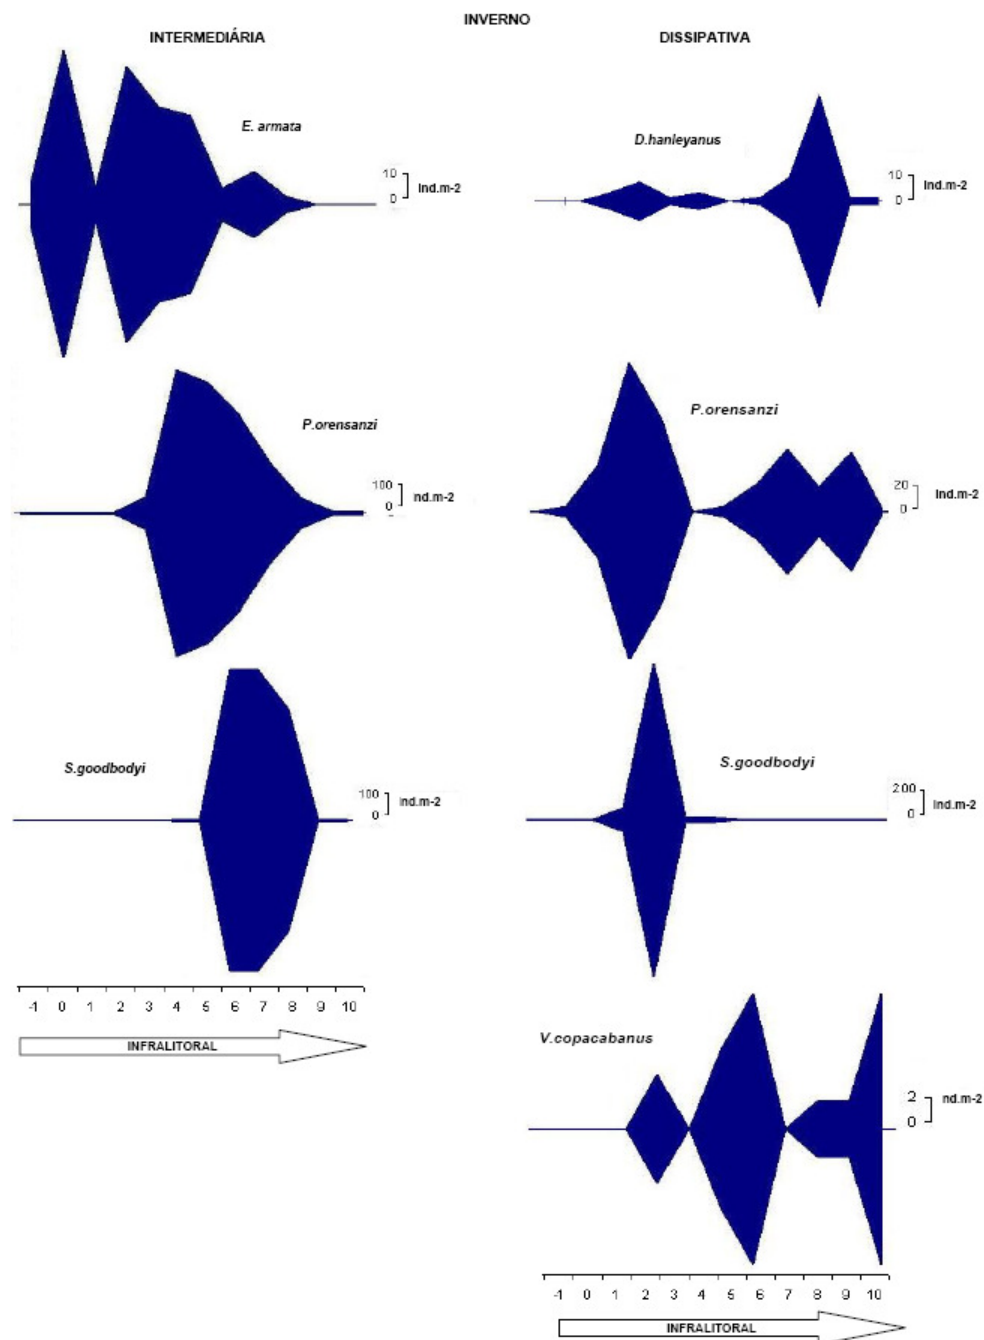 INVERNO
INTERMEDIÁRIA
DISSIPATIVA
E. armata
10
0
Ind.m-2
D.hanleyanus
10
0
Ind.m-2
P.orensanzi
100
0
nd.m-2
P.orensanzi
20
0
Ind.m-2
S.goodbodyi
100
0
Ind.m-2
S.goodbodyi
200
0
Ind.m-2
-1 0 1 2 3 4 5 6 7 8 9 10
INFRALITORAL
V.copacabanus
2
0
nd.m-2
-1 0 1 2 3 4 5 6 7 8 9 10
INFRALITORAL